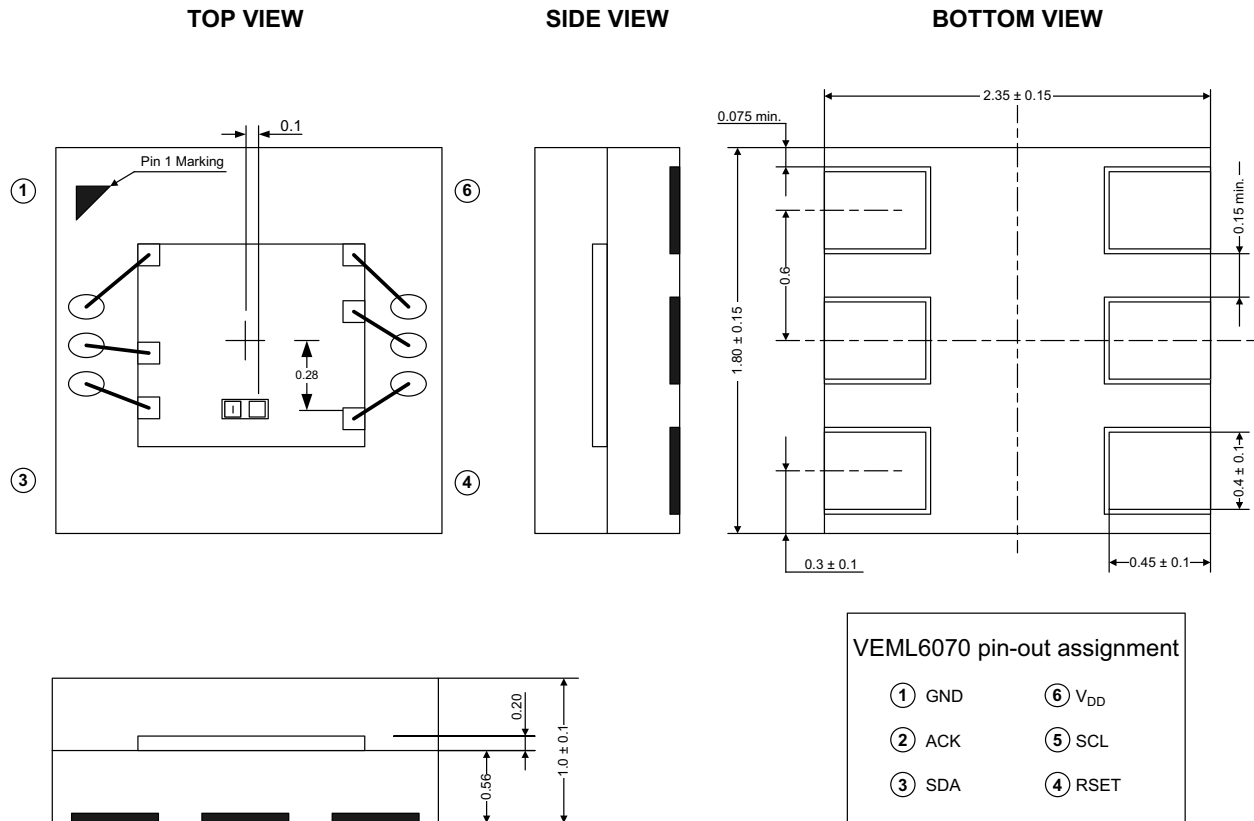 TOP VIEW
SIDE VIEW
BOTTOM VIEW
0.1
Pin 1 Marking
1
6
0.28
3
4
2.35 ± 0.15
0.075 min.
0.15 min.
0.6
1.80 ± 0.15
0.4 ± 0.1
0.3 ± 0.1
0.45 ± 0.1
0.20
1.0 ± 0.1
0.56
VEML6070 pin-out assignment
1 GND
6 VDD
2 ACK
5 SCL
3 SDA
4 RSET